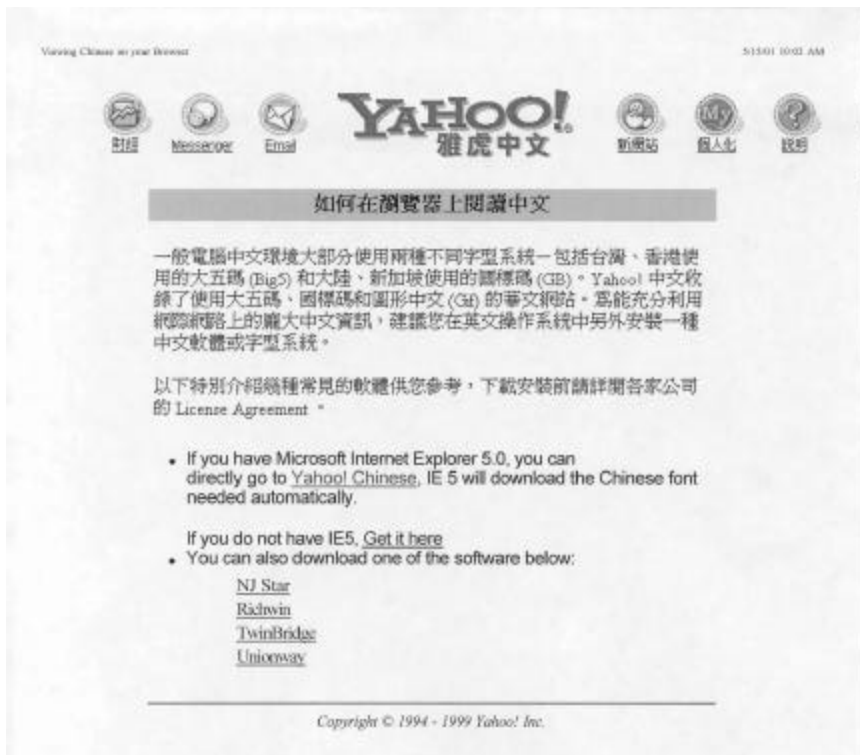 Viewing Chinese on your Browser 5/15/01 10:02 AM
財經 Messenger Email YAHOO! 雅虎中文 新網站 My 個人化 說明
如何在瀏覽器上閱讀中文
一般電腦中文環境大部分使用兩種不同字型系統－包括台灣、香港使
用的大五碼 (Big5) 和大陸、新加坡使用的國標碼 (GB)。Yahoo! 中文收
錄了使用大五碼、國標碼和圖形中文 (Gif) 的華文網站。為能充分利用
網際網路上的龐大中文資訊，建議您在英文操作系統中另外安裝一種
中文軟體或字型系統。
以下特別介紹幾種常見的軟體供您參考，下載安裝前請詳閱各家公司
的 License Agreement 。
• If you have Microsoft Internet Explorer 5.0, you can
directly go to Yahoo! Chinese, IE 5 will download the Chinese font
needed automatically.
If you do not have IE5, Get it here
• You can also download one of the software below:
NJ Star
Richwin
TwinBridge
Unionway
Copyright © 1994 - 1999 Yahoo! Inc.